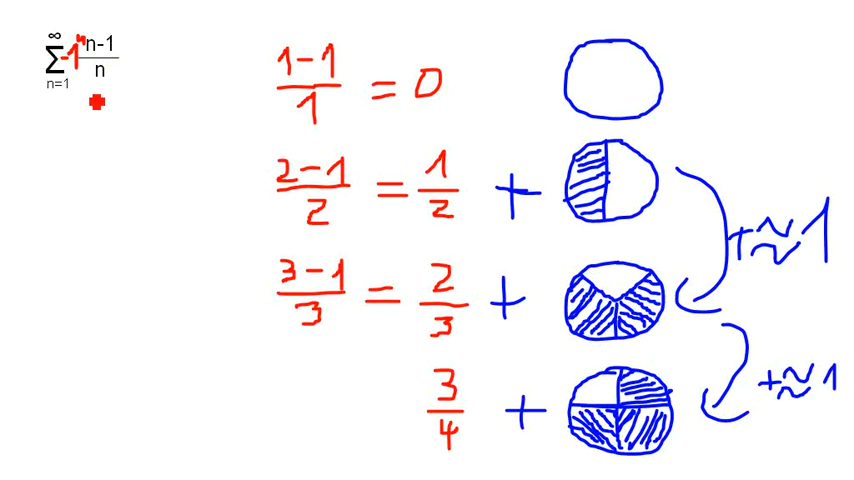 ∞
∑ -1ⁿ (n-1)/n
n=1
(1-1)/1 = 0
(2-1)/2 = 1/2 +
+≈1
(3-1)/3 = 2/3 +
+≈1
3/4 +